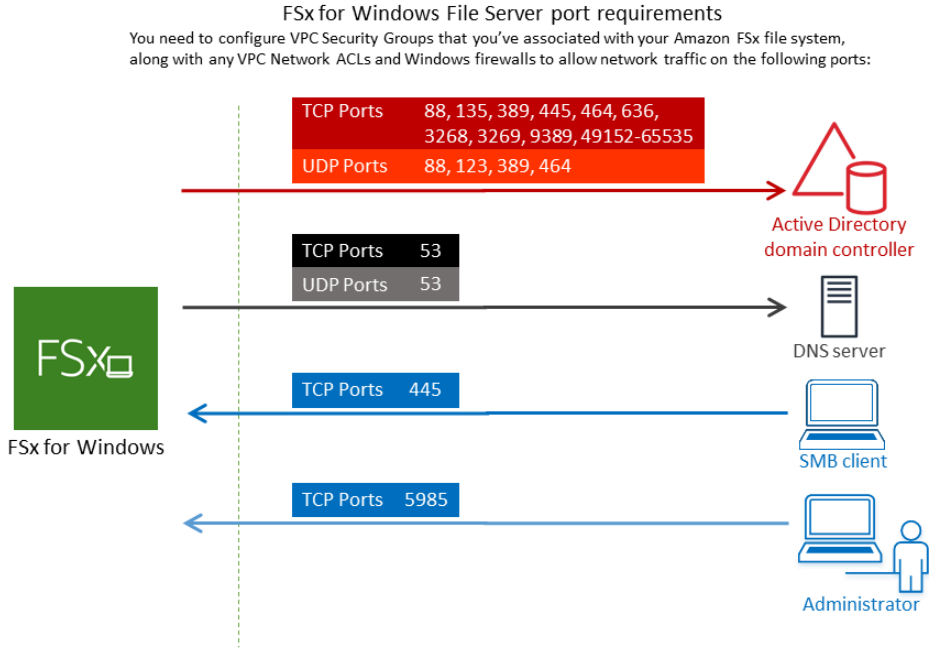 FSx for Windows File Server port requirements
You need to configure VPC Security Groups that you've associated with your Amazon FSx file system,
along with any VPC Network ACLs and Windows firewalls to allow network traffic on the following ports:
TCP Ports 88, 135, 389, 445, 464, 636,
3268, 3269, 9389, 49152-65535
UDP Ports 88, 123, 389, 464
Active Directory
domain controller
TCP Ports 53
UDP Ports 53
DNS server
FSx
FSx for Windows
TCP Ports 445
SMB client
TCP Ports 5985
Administrator